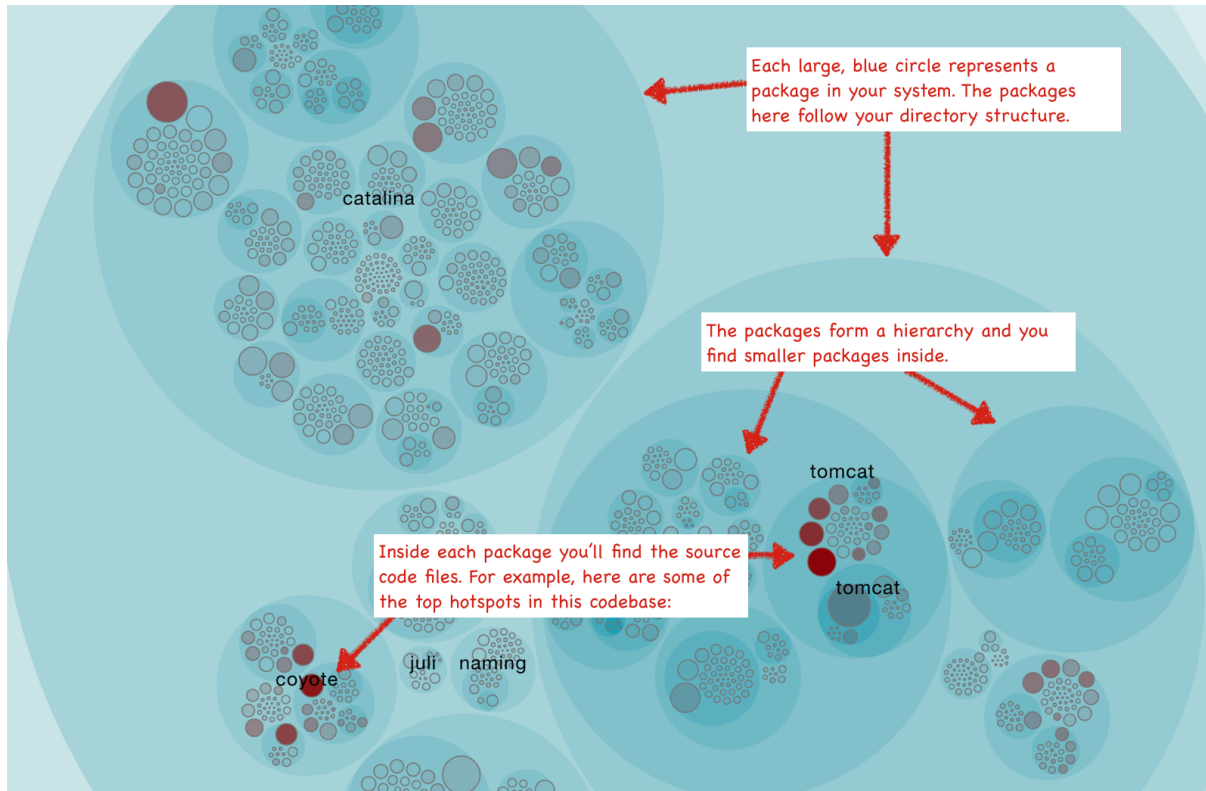 Each large, blue circle represents a
package in your system. The packages
here follow your directory structure.
catalina
The packages form a hierarchy and you
find smaller packages inside.
tomcat
Inside each package you'll find the source
code files. For example, here are some of
the top hotspots in this codebase:
tomcat
juli
naming
coyote